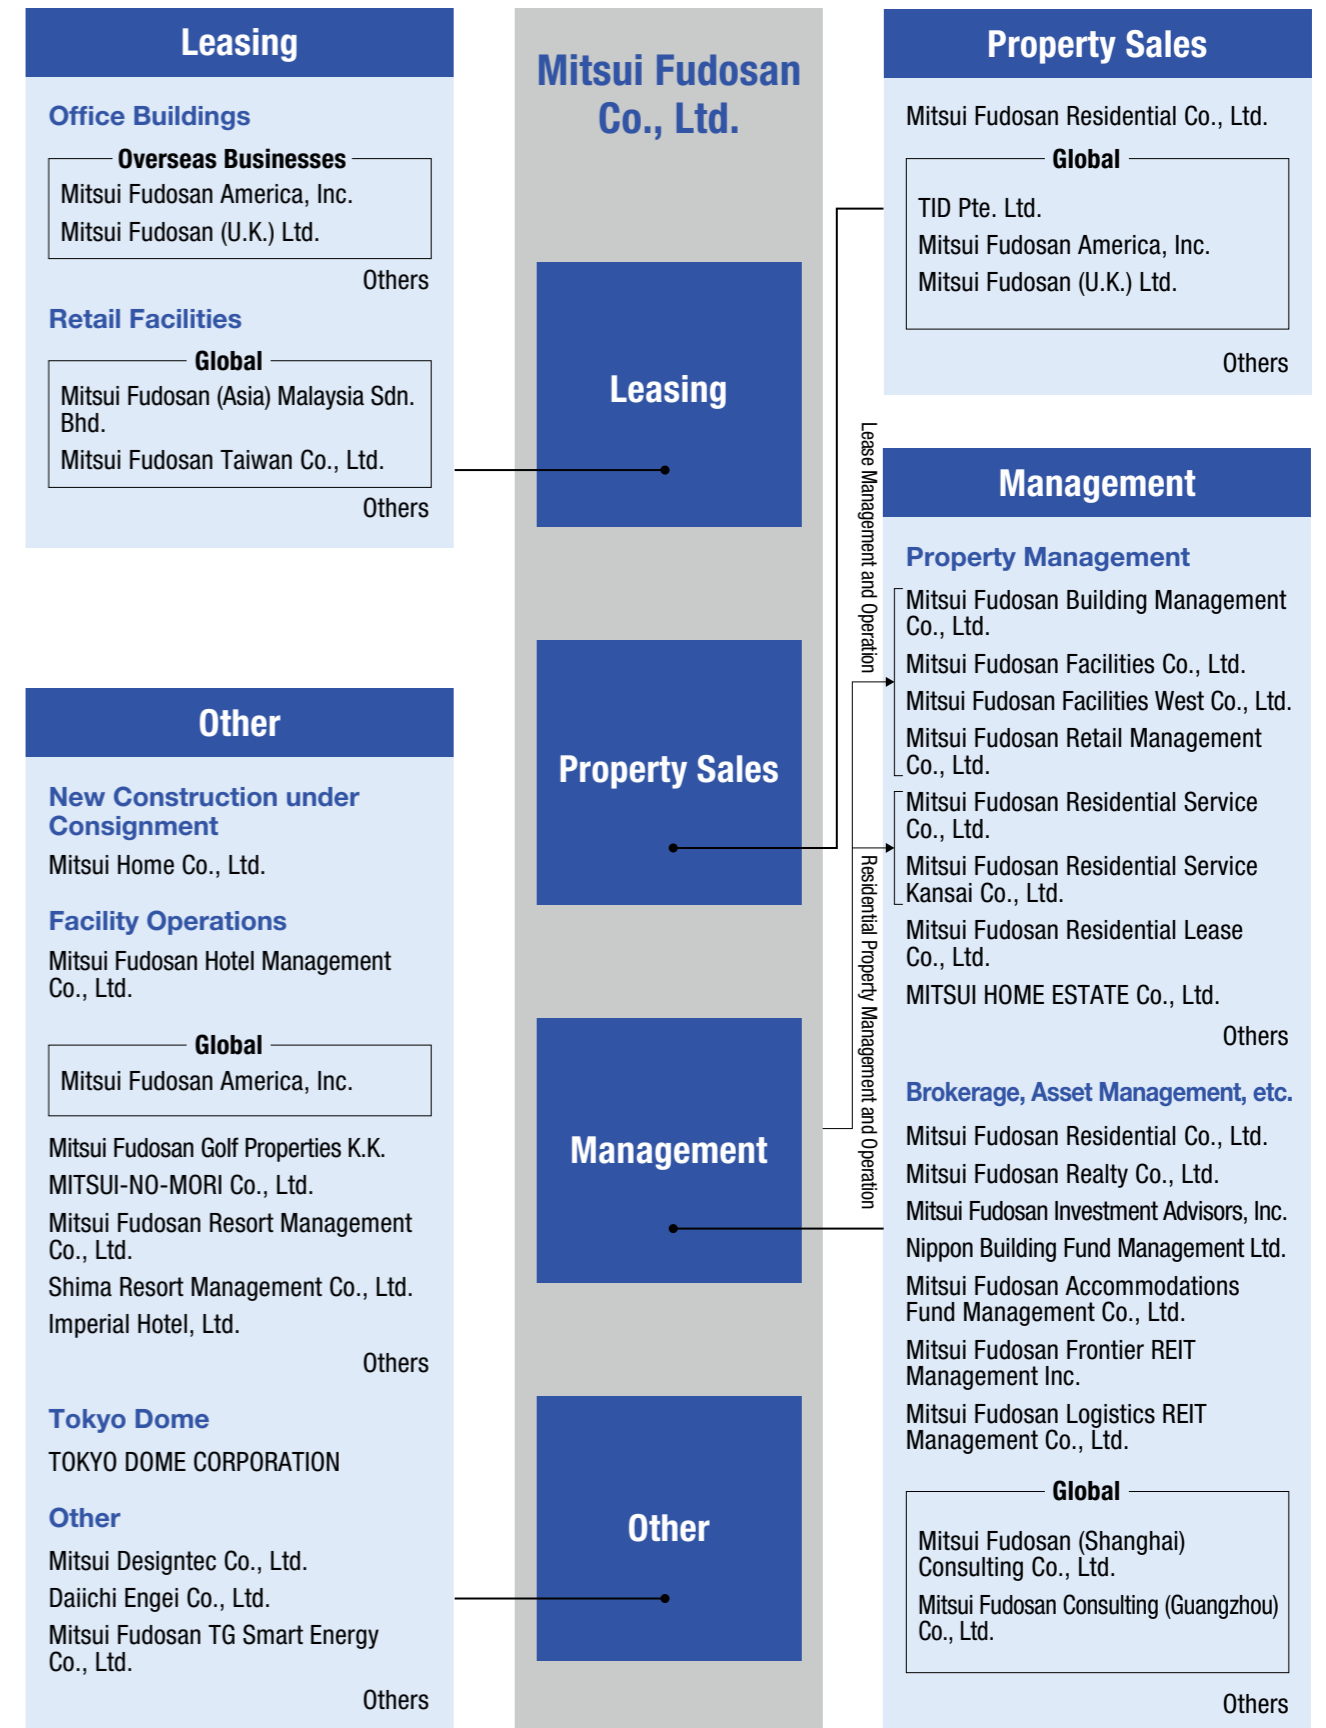 Leasing
Office Buildings
Overseas Businesses
Mitsui Fudosan America, Inc.
Mitsui Fudosan (U.K.) Ltd.
Others
Retail Facilities
Global
Mitsui Fudosan (Asia) Malaysia Sdn.
Bhd.
Mitsui Fudosan Taiwan Co., Ltd.
Others
Other
New Construction under
Consignment
Mitsui Home Co., Ltd.
Facility Operations
Mitsui Fudosan Hotel Management
Co., Ltd.
Global
Mitsui Fudosan America, Inc.
Mitsui Fudosan Golf Properties K.K.
MITSUI-NO-MORI Co., Ltd.
Mitsui Fudosan Resort Management
Co., Ltd.
Shima Resort Management Co., Ltd.
Imperial Hotel, Ltd.
Others
Tokyo Dome
TOKYO DOME CORPORATION
Other
Mitsui Designtec Co., Ltd.
Daiichi Engei Co., Ltd.
Mitsui Fudosan TG Smart Energy
Co., Ltd.
Others
Mitsui Fudosan
Co., Ltd.
Leasing
Property Sales
Management
Other
Lease Management and Operation
Residential Property Management and Operation
Property Sales
Mitsui Fudosan Residential Co., Ltd.
Global
TID Pte. Ltd.
Mitsui Fudosan America, Inc.
Mitsui Fudosan (U.K.) Ltd.
Others
Management
Property Management
Mitsui Fudosan Building Management
Co., Ltd.
Mitsui Fudosan Facilities Co., Ltd.
Mitsui Fudosan Facilities West Co., Ltd.
Mitsui Fudosan Retail Management
Co., Ltd.
Mitsui Fudosan Residential Service
Co., Ltd.
Mitsui Fudosan Residential Service
Kansai Co., Ltd.
Mitsui Fudosan Residential Lease
Co., Ltd.
MITSUI HOME ESTATE Co., Ltd.
Others
Brokerage, Asset Management, etc.
Mitsui Fudosan Residential Co., Ltd.
Mitsui Fudosan Realty Co., Ltd.
Mitsui Fudosan Investment Advisors, Inc.
Nippon Building Fund Management Ltd.
Mitsui Fudosan Accommodations
Fund Management Co., Ltd.
Mitsui Fudosan Frontier REIT
Management Inc.
Mitsui Fudosan Logistics REIT
Management Co., Ltd.
Global
Mitsui Fudosan (Shanghai)
Consulting Co., Ltd.
Mitsui Fudosan Consulting (Guangzhou)
Co., Ltd.
Others